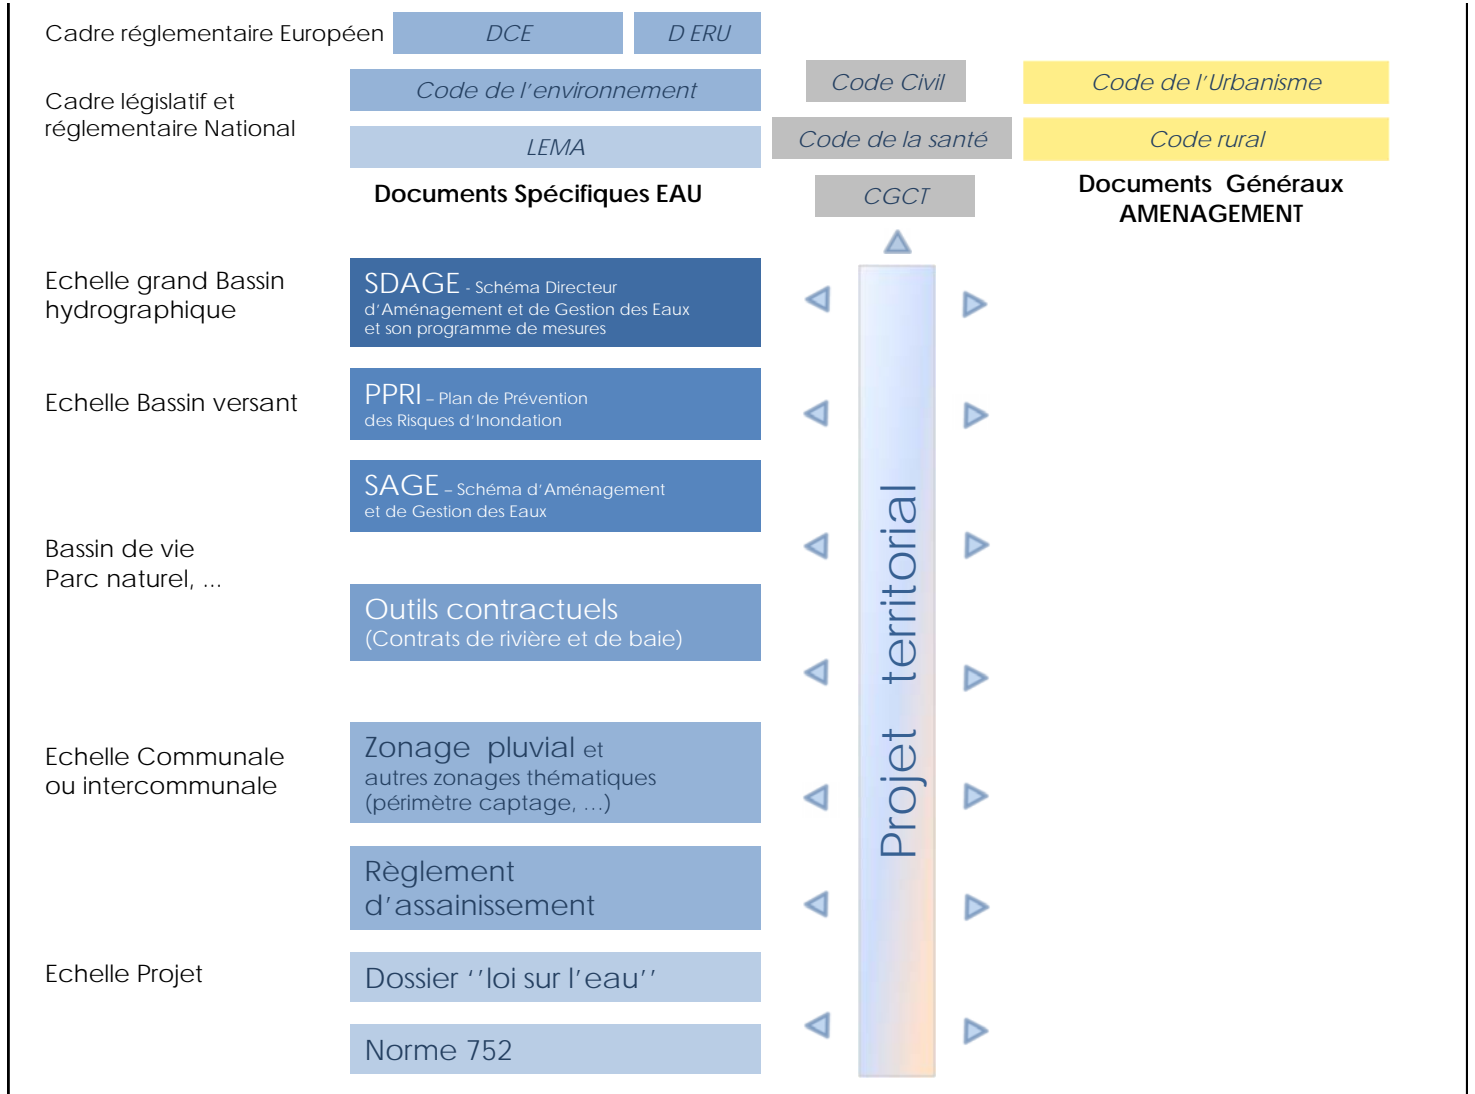 Cadre réglementaire Européen
DCE
D ERU
Cadre législatif et
réglementaire National
Code de l'environnement
LEMA
Code Civil
Code de la santé
CGCT
Code de l'Urbanisme
Code rural
Documents Spécifiques EAU
Documents Généraux
AMENAGEMENT
Echelle grand Bassin
hydrographique
SDAGE - Schéma Directeur
d'Aménagement et de Gestion des Eaux
et son programme de mesures
Echelle Bassin versant
PPRI – Plan de Prévention
des Risques d'Inondation
SAGE – Schéma d'Aménagement
et de Gestion des Eaux
Bassin de vie
Parc naturel, ...
Outils contractuels
(Contrats de rivière et de baie)
Echelle Communale
ou intercommunale
Zonage pluvial et
autres zonages thématiques
(périmètre captage, ...)
Règlement
d'assainissement
Echelle Projet
Dossier ''loi sur l'eau''
Norme 752
Projet territorial